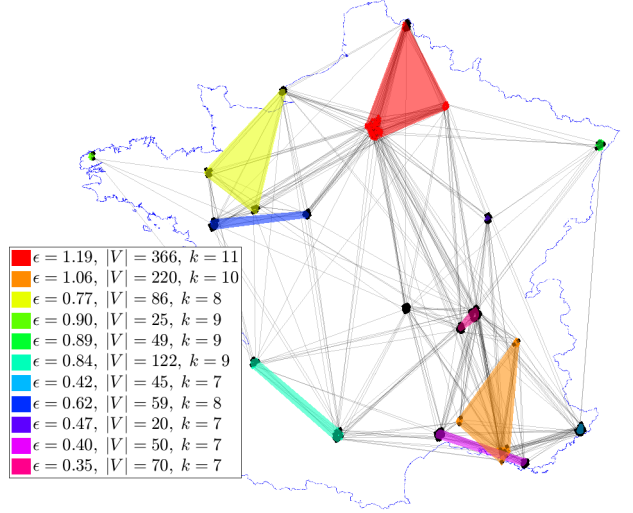 ϵ = 1.19, |V| = 366, k = 11
ϵ = 1.06, |V| = 220, k = 10
ϵ = 0.77, |V| = 86, k = 8
ϵ = 0.90, |V| = 25, k = 9
ϵ = 0.89, |V| = 49, k = 9
ϵ = 0.84, |V| = 122, k = 9
ϵ = 0.42, |V| = 45, k = 7
ϵ = 0.62, |V| = 59, k = 8
ϵ = 0.47, |V| = 20, k = 7
ϵ = 0.40, |V| = 50, k = 7
ϵ = 0.35, |V| = 70, k = 7